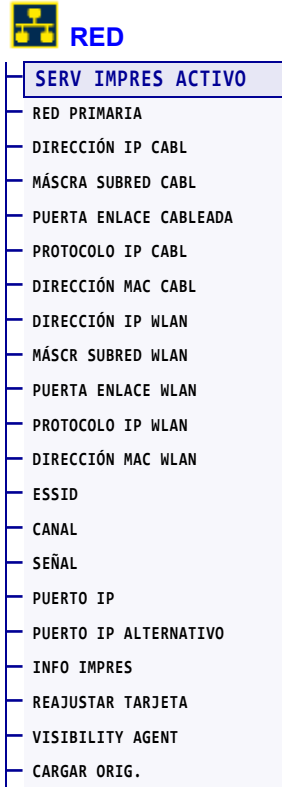 RED
SERV IMPRES ACTIVO
RED PRIMARIA
DIRECCIÓN IP CABL
MÁSCRA SUBRED CABL
PUERTA ENLACE CABLEADA
PROTOCOLO IP CABL
DIRECCIÓN MAC CABL
DIRECCIÓN IP WLAN
MÁSCR SUBRED WLAN
PUERTA ENLACE WLAN
PROTOCOLO IP WLAN
DIRECCIÓN MAC WLAN
ESSID
CANAL
SEÑAL
PUERTO IP
PUERTO IP ALTERNATIVO
INFO IMPRES
REAJUSTAR TARJETA
VISIBILITY AGENT
CARGAR ORIG.